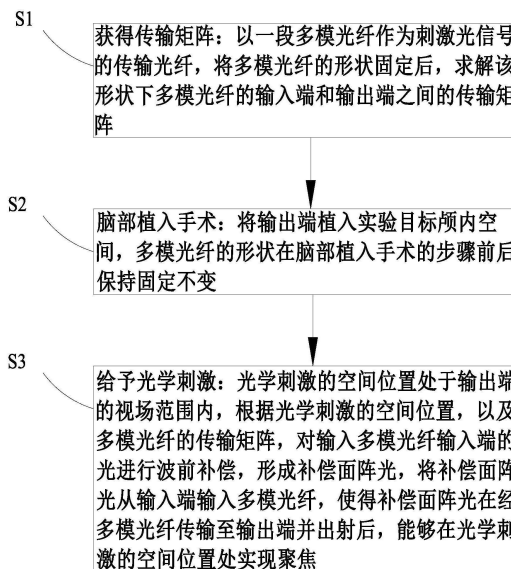 S1
获得传输矩阵：以一段多模光纤作为刺激光信号
的传输光纤，将多模光纤的形状固定后，求解该
形状下多模光纤的输入端和输出端之间的传输矩
阵
S2
脑部植入手术：将输出端植入实验目标颅内空
间，多模光纤的形状在脑部植入手术的步骤前后
保持固定不变
S3
给予光学刺激：光学刺激的空间位置处于输出端
的视场范围内，根据光学刺激的空间位置，以及
多模光纤的传输矩阵，对输入多模光纤输入端的
光进行波前补偿，形成补偿面阵光，将补偿面阵
光从输入端输入多模光纤，使得补偿面阵光在经
多模光纤传输至输出端并出射后，能够在光学刺
激的空间位置处实现聚焦